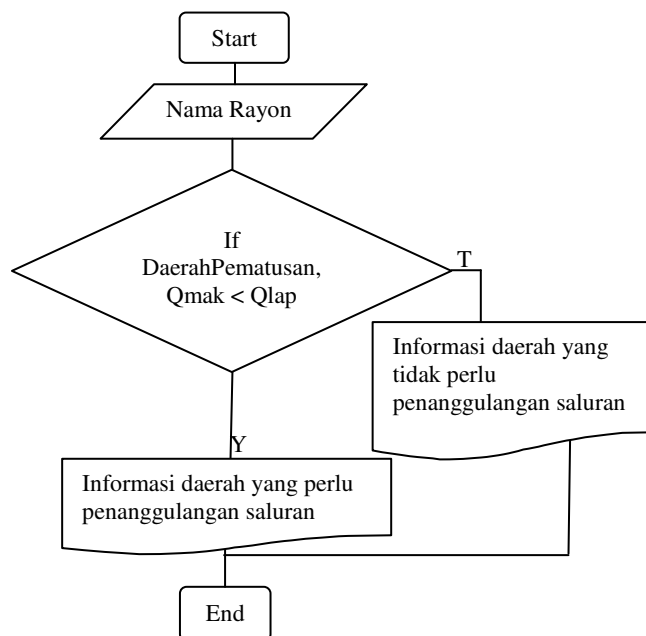 Start
Nama Rayon
If
DaerahPematusan,
Qmak < Qlap
T
Informasi daerah yang
tidak perlu
penanggulangan saluran
Y
Informasi daerah yang perlu
penanggulangan saluran
End